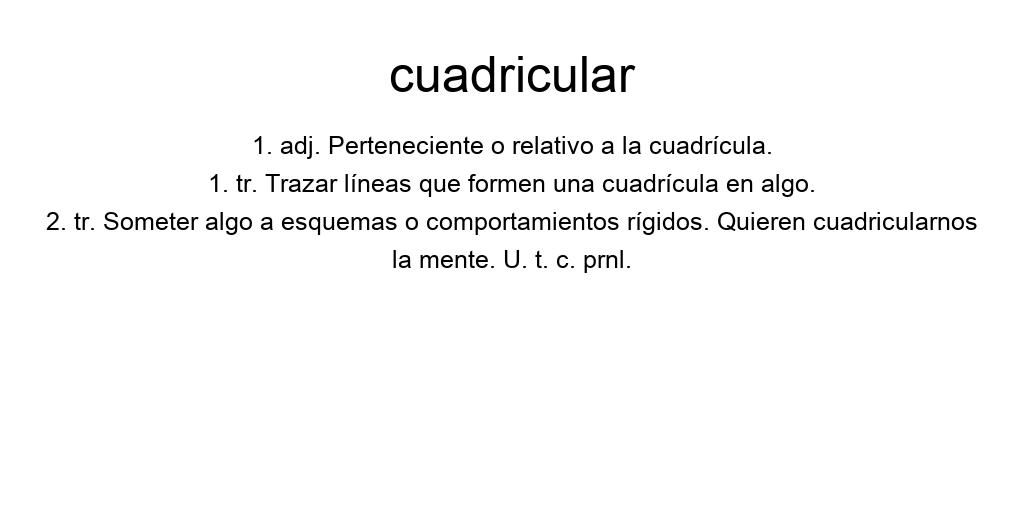 cuadricular
1. adj. Perteneciente o relativo a la cuadrícula.
1. tr. Trazar líneas que formen una cuadrícula en algo.
2. tr. Someter algo a esquemas o comportamientos rígidos. Quieren cuadricularnos
la mente. U. t. c. prnl.